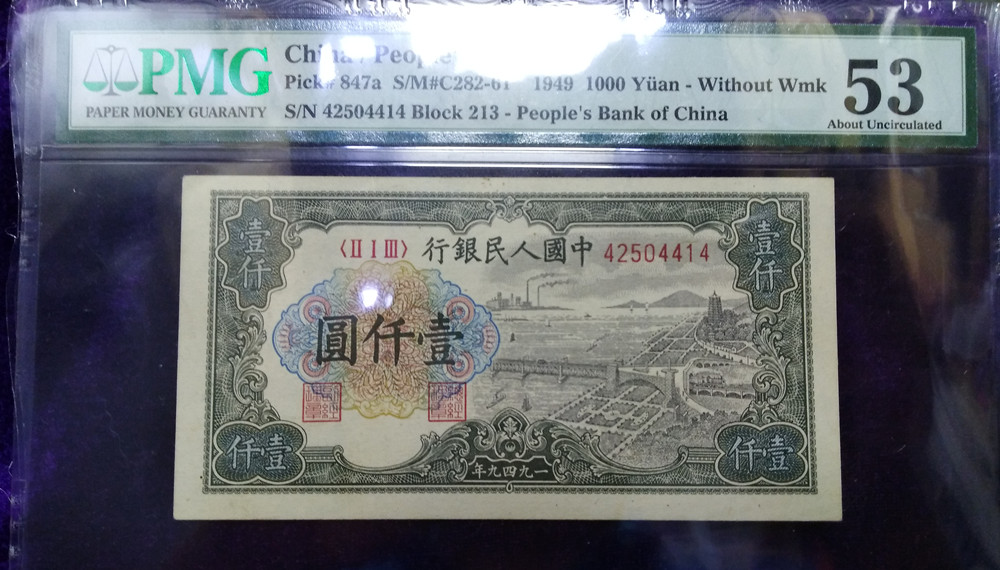 PMG
PAPER MONEY GUARANTY
China / People
Pick# 847a S/M#C282-61 1949 1000 Yüan - Without Wmk
S/N 42504414 Block 213 - People's Bank of China
53
About Uncirculated
壹仟
壹仟
〈II I III〉 行銀民人國中 42504414
圓仟壹
仟壹
年九四九一
仟壹